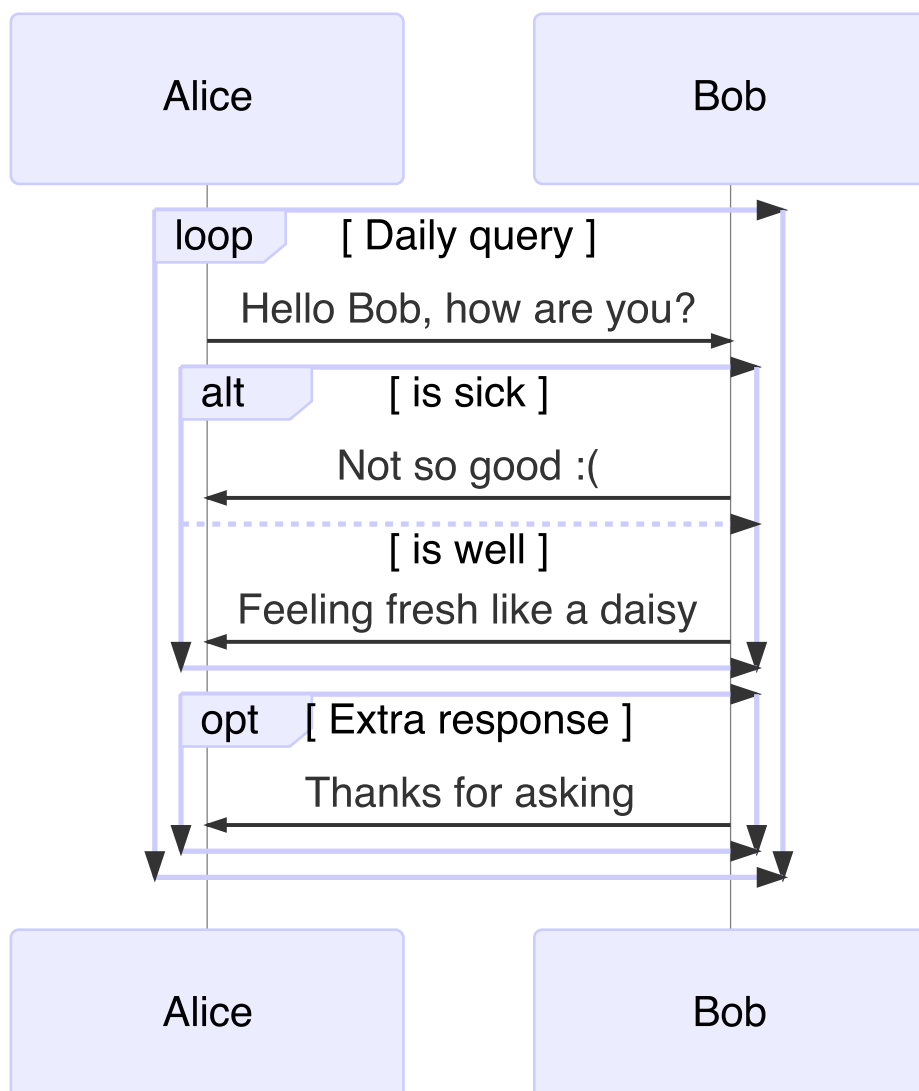 Alice Bob
loop [ Daily query ]
Hello Bob, how are you?
alt [ is sick ]
Not so good :(
[ is well ]
Feeling fresh like a daisy
opt [ Extra response ]
Thanks for asking
Alice Bob